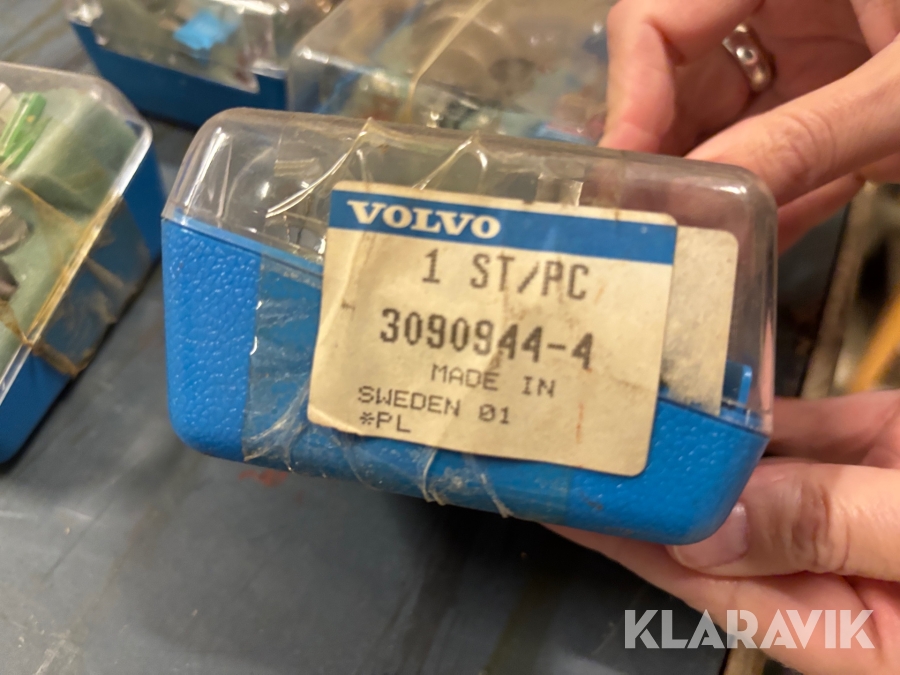 VOLVO
1 ST/PC
3090944-4
MADE IN
SWEDEN 01
*PL
KLARAVIK